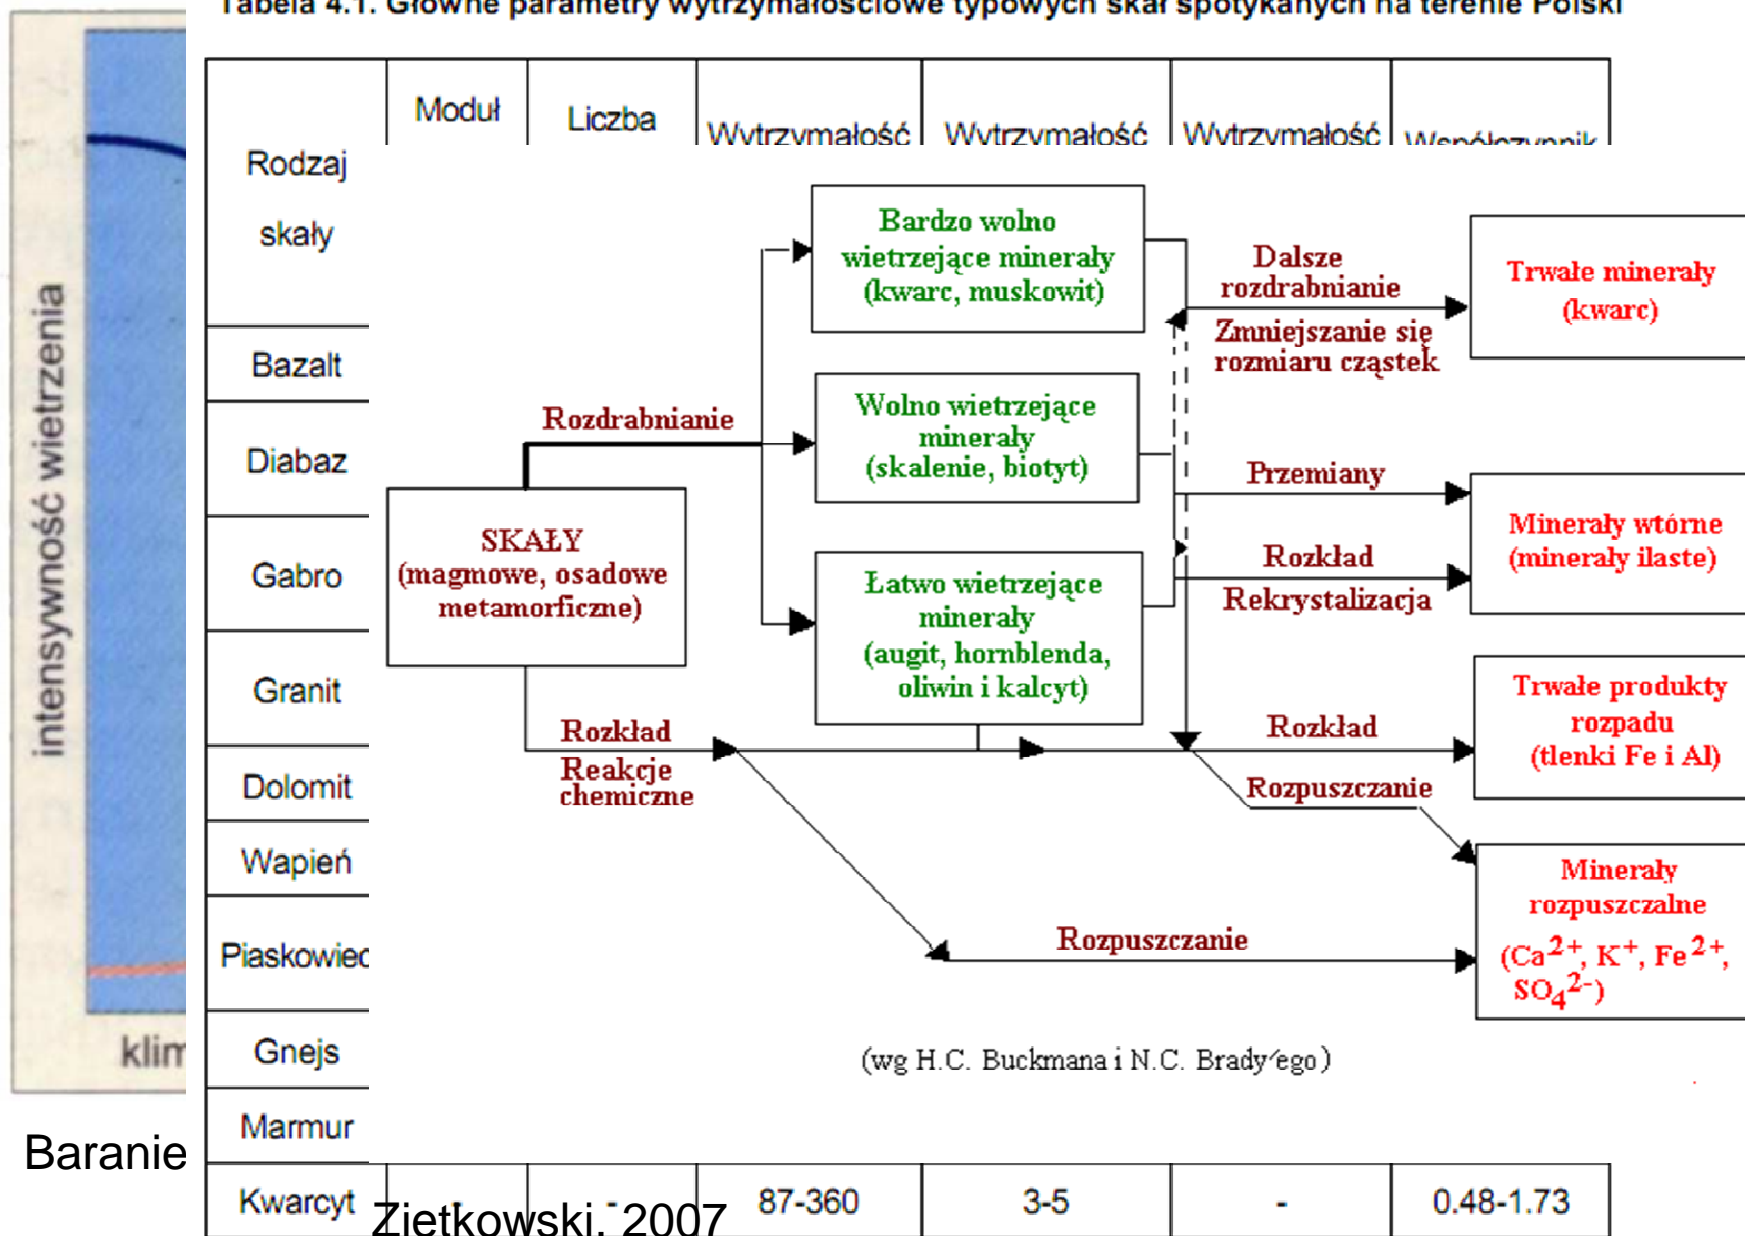 Tabela 4.1. Główne parametry wytrzymałościowe typowych skał spotykanych na terenie Polski
Rodzaj
skały
Moduł
Liczba
Wytrzymałość
Wytrzymałość
Wytrzymałość
Współczynnik
Bazalt
Diabaz
Gabro
Granit
Dolomit
Wapień
Piaskowiec
Gnejs
Marmur
Kwarcyt - - 87-360 3-5 - 0.48-1.73
intensywność wietrzenia
klim
Baranie
Ziętkowski, 2007
SKAŁY
(magmowe, osadowe
metamorficzne)
Rozdrabnianie
Rozkład
Reakcje
chemiczne
Bardzo wolno
wietrzejące minerały
(kwarc, muskowit)
Wolno wietrzejące
minerały
(skalenie, biotyt)
Łatwo wietrzejące
minerały
(augit, hornblenda,
oliwin i kalcyt)
Dalsze
rozdrabnianie
Zmniejszanie się
rozmiaru cząstek
Przemiany
Rozkład
Rekrystalizacja
Rozkład
Rozpuszczanie
Rozpuszczanie
Trwałe minerały
(kwarc)
Minerały wtórne
(minerały ilaste)
Trwałe produkty
rozpadu
(tlenki Fe i Al)
Minerały
rozpuszczalne
(Ca²⁺, K⁺, Fe²⁺,
SO₄²⁻)
(wg H.C. Buckmana i N.C. Brady'ego)